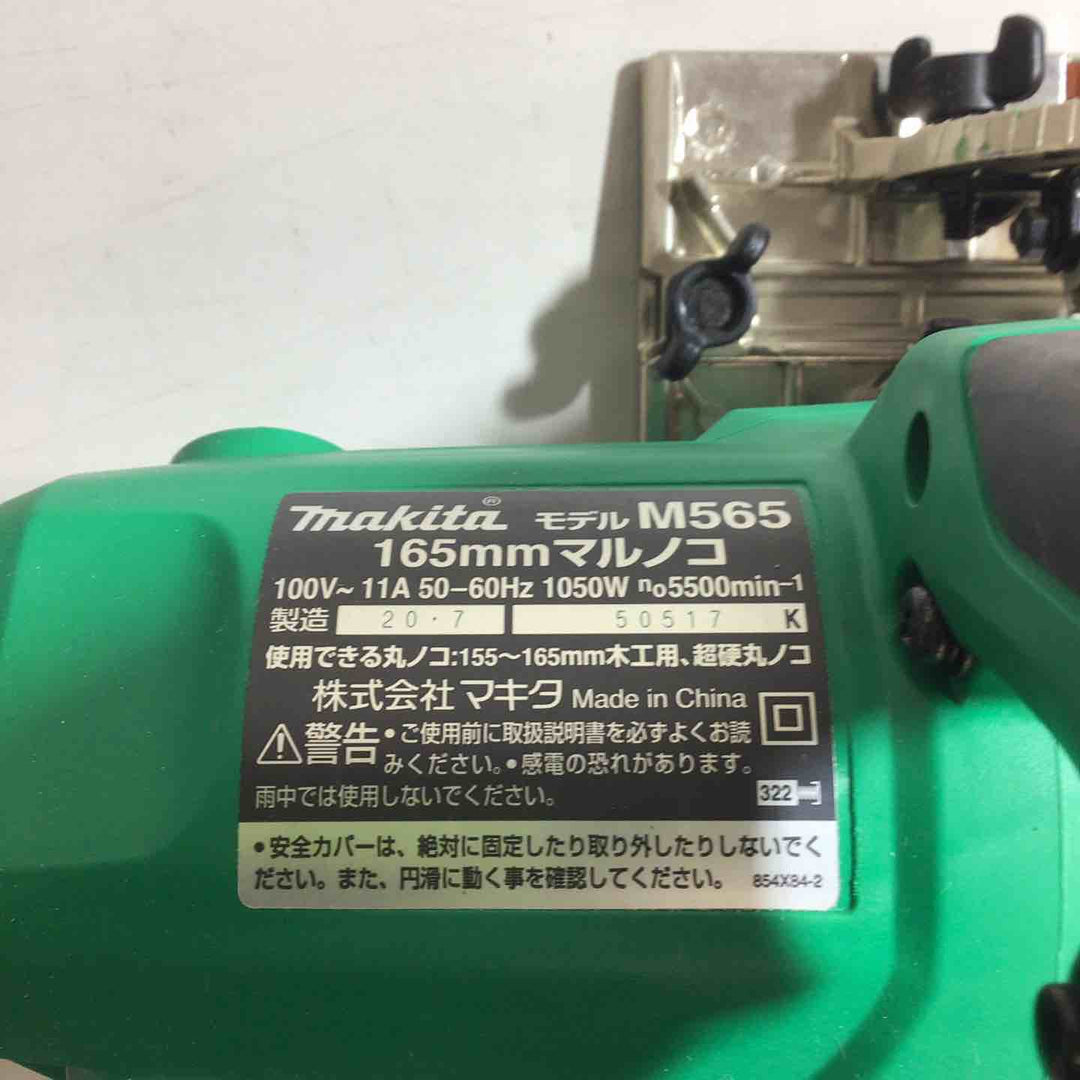 makita® モデル M565
165mmマルノコ
100V~ 11A 50-60Hz 1050W n₀5500min⁻¹
製造 20.7 50517 K
使用できる丸ノコ:155~165mm木工用、超硬丸ノコ
株式会社 マキタ Made in China
警告 •ご使用前に取扱説明書を必ずよくお読
みください。•感電の恐れがあります。
雨中では使用しないでください。
322
•安全カバーは、絶対に固定したり取り外したりしないでく
ださい。また、円滑に動く事を確認してください。 854X84-2